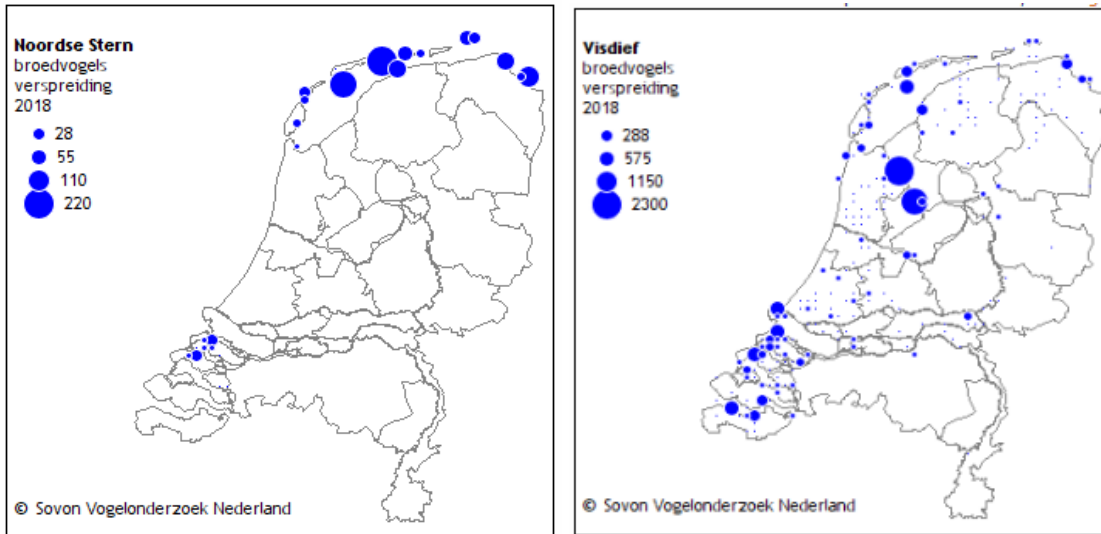 Noordse Stern
broedvogels
verspreiding
2018
28
55
110
220
© Sovon Vogelonderzoek Nederland
Visdief
broedvogels
verspreiding
2018
288
575
1150
2300
© Sovon Vogelonderzoek Nederland